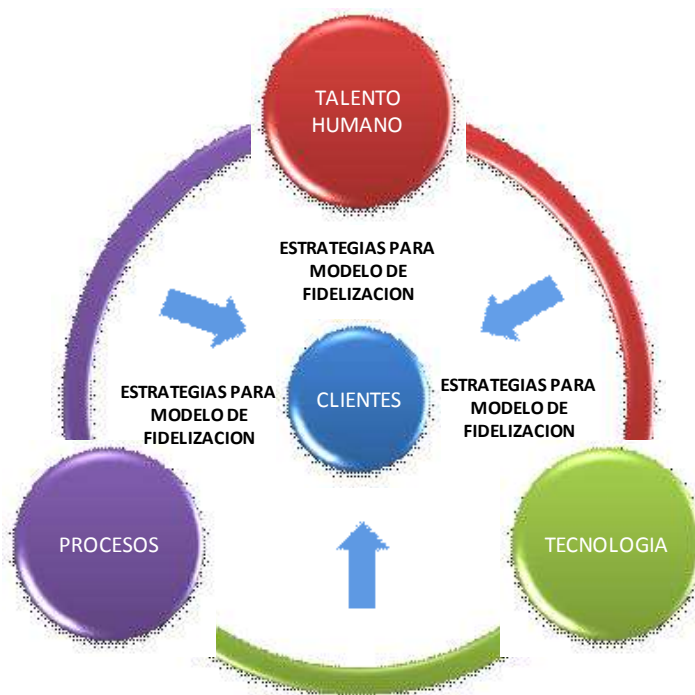 TALENTO
HUMANO
ESTRATEGIAS PARA
MODELO DE
FIDELIZACION
ESTRATEGIAS PARA
MODELO DE
FIDELIZACION
CLIENTES
ESTRATEGIAS PARA
MODELO DE
FIDELIZACION
PROCESOS
TECNOLOGIA